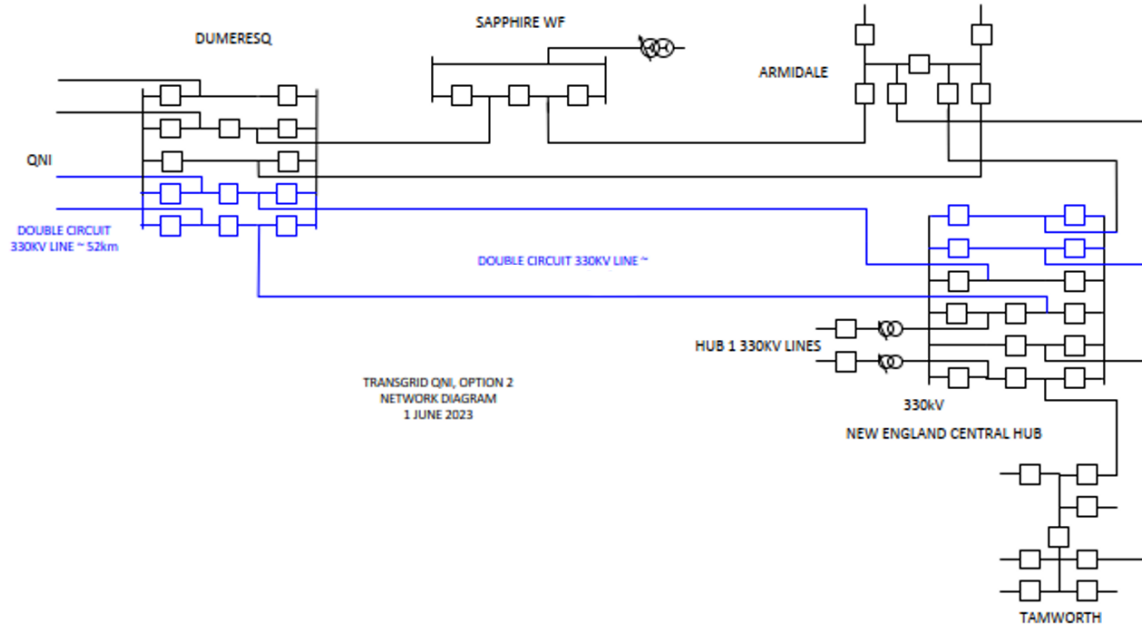 SAPPHIRE WF
DUMERESQ
ARMIDALE
QNI
DOUBLE CIRCUIT
330KV LINE ~ 52km
DOUBLE CIRCUIT 330KV LINE ~
HUB 1 330KV LINES
TRANSGRID QNI, OPTION 2
NETWORK DIAGRAM
1 JUNE 2023
330kV
NEW ENGLAND CENTRAL HUB
TAMWORTH